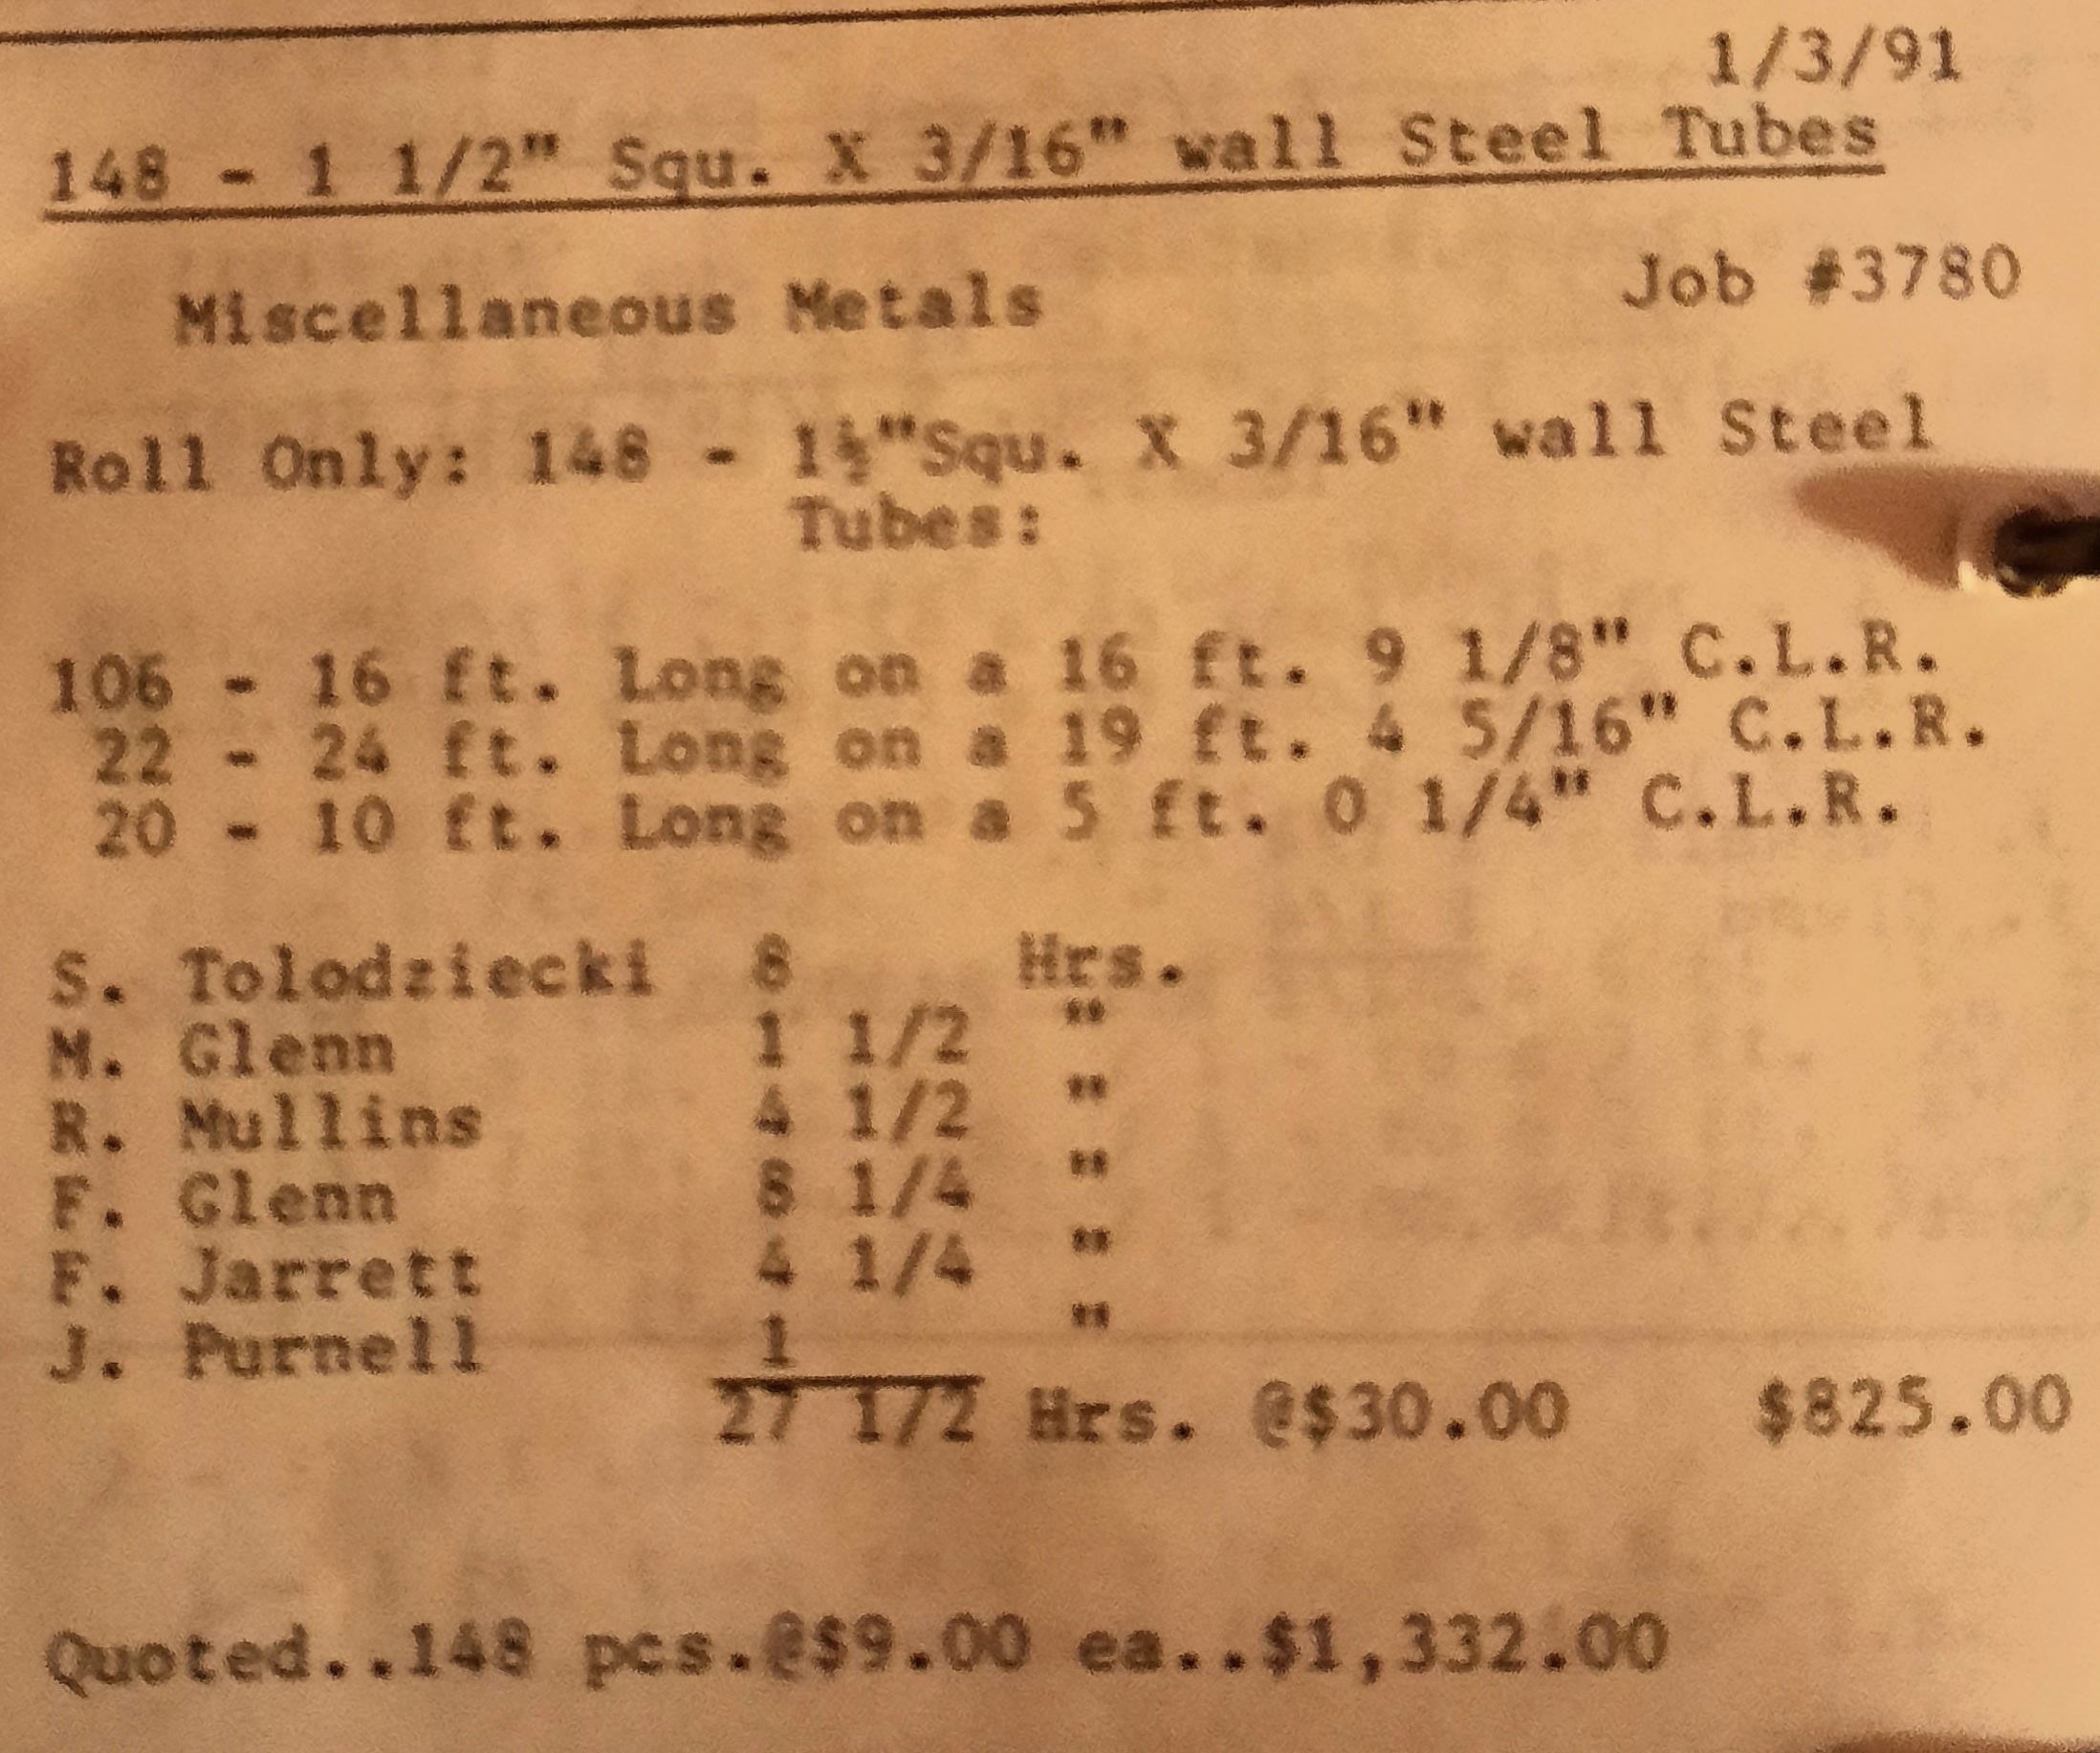 1/3/91
148 - 1 1/2" Squ. X 3/16" wall Steel Tubes
Miscellaneous Metals Job #3780
Roll Only: 148 - 1½"Squ. X 3/16" wall Steel
Tubes:
106 - 16 ft. Long on a 16 ft. 9 1/8" C.L.R.
22 - 24 ft. Long on a 19 ft. 4 5/16" C.L.R.
20 - 10 ft. Long on a 5 ft. 0 1/4" C.L.R.
S. Tolodziecki 8 Hrs.
M. Glenn 1 1/2 "
R. Mullins 4 1/2 "
F. Glenn 8 1/4 "
F. Jarrett 4 1/4 "
J. Purnell 1 "
27 1/2 Hrs. @$30.00 $825.00
Quoted..148 pcs.@$9.00 ea..$1,332.00